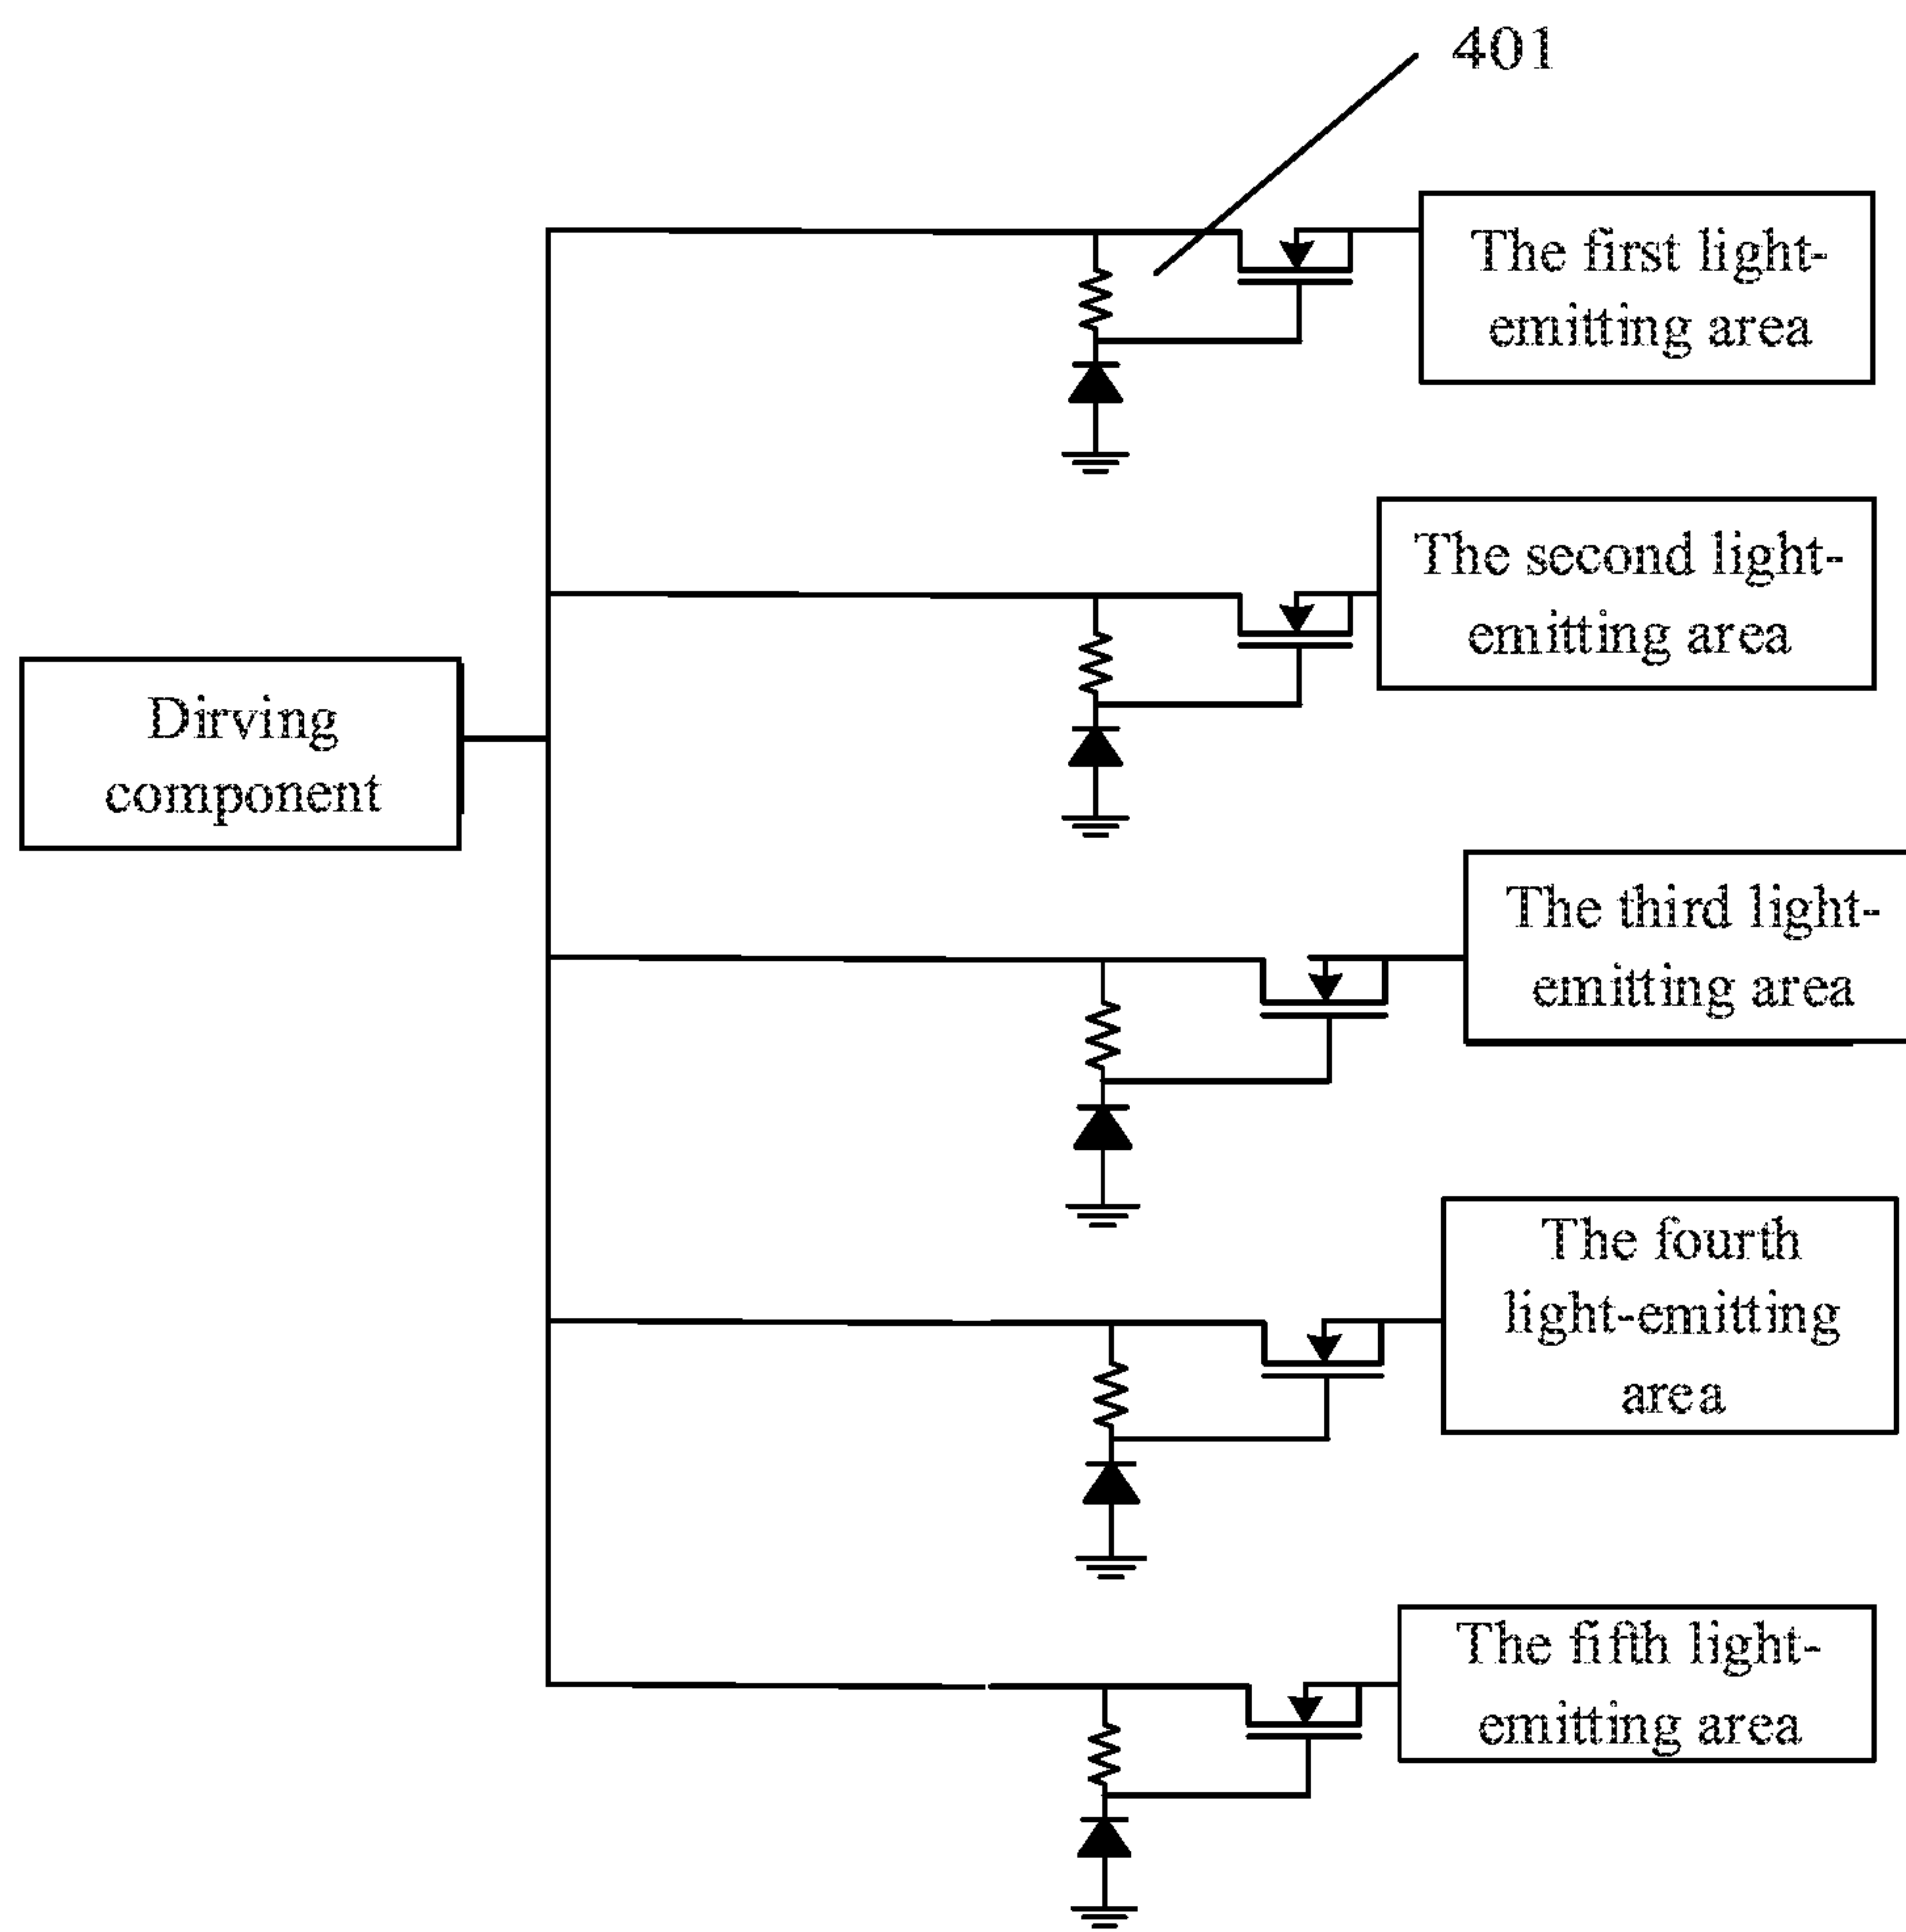 401
The first light-
emitting area
The second light-
emitting area
Dirving
component
The third light-
emitting area
The fourth
light-emitting
area
The fifth light-
emitting area